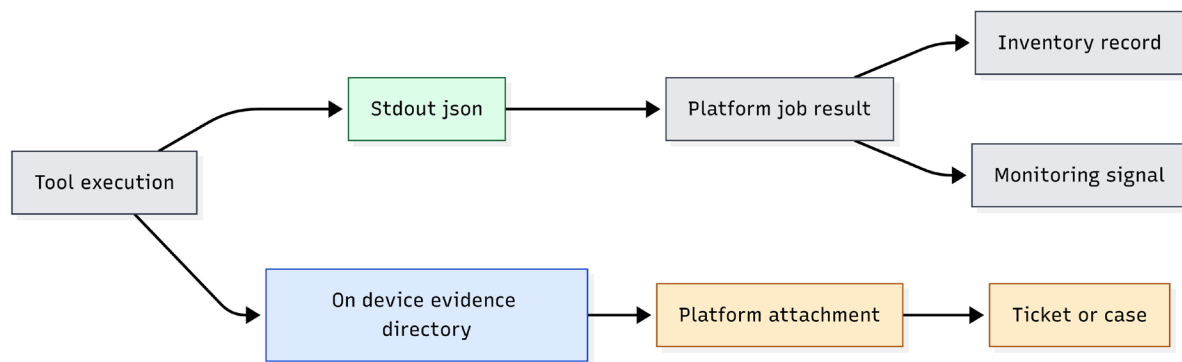 Inventory record
Stdout json
Platform job result
Tool execution
Monitoring signal
On device evidence
directory
Platform attachment
Ticket or case